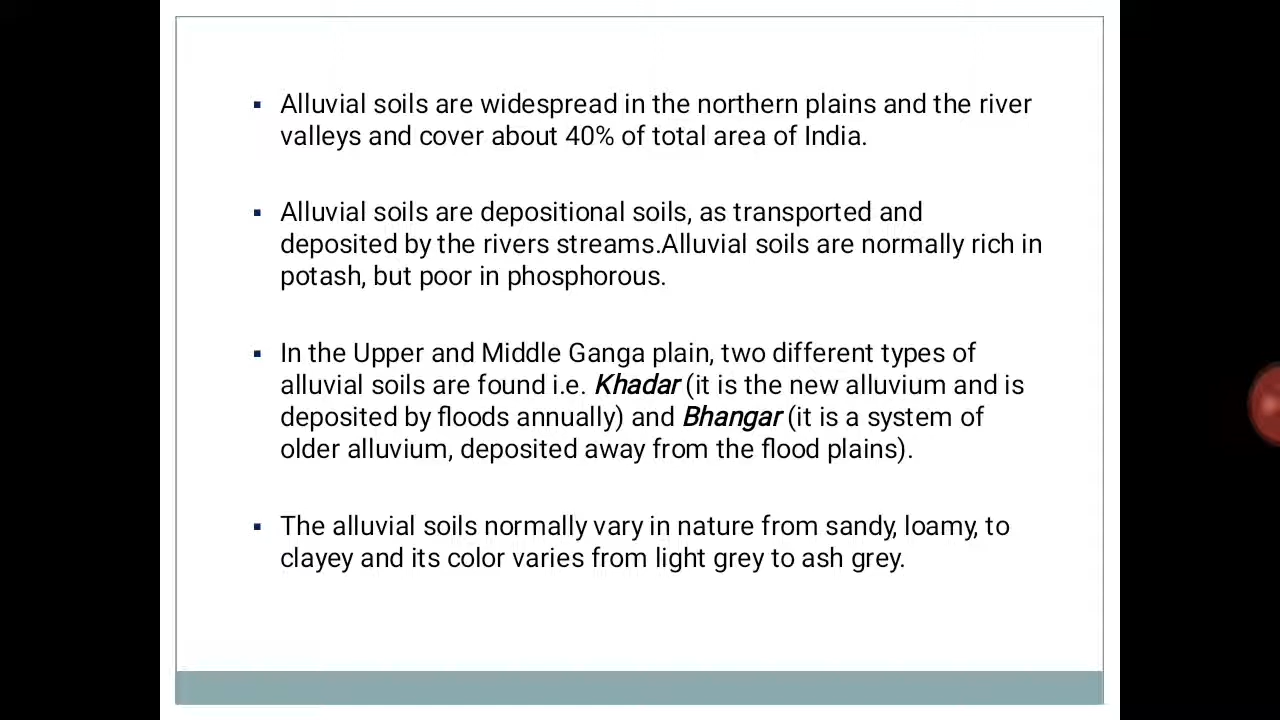 ▪ Alluvial soils are widespread in the northern plains and the river
valleys and cover about 40% of total area of India.
▪ Alluvial soils are depositional soils, as transported and
deposited by the rivers streams.Alluvial soils are normally rich in
potash, but poor in phosphorous.
▪ In the Upper and Middle Ganga plain, two different types of
alluvial soils are found i.e. Khadar (it is the new alluvium and is
deposited by floods annually) and Bhangar (it is a system of
older alluvium, deposited away from the flood plains).
▪ The alluvial soils normally vary in nature from sandy, loamy, to
clayey and its color varies from light grey to ash grey.